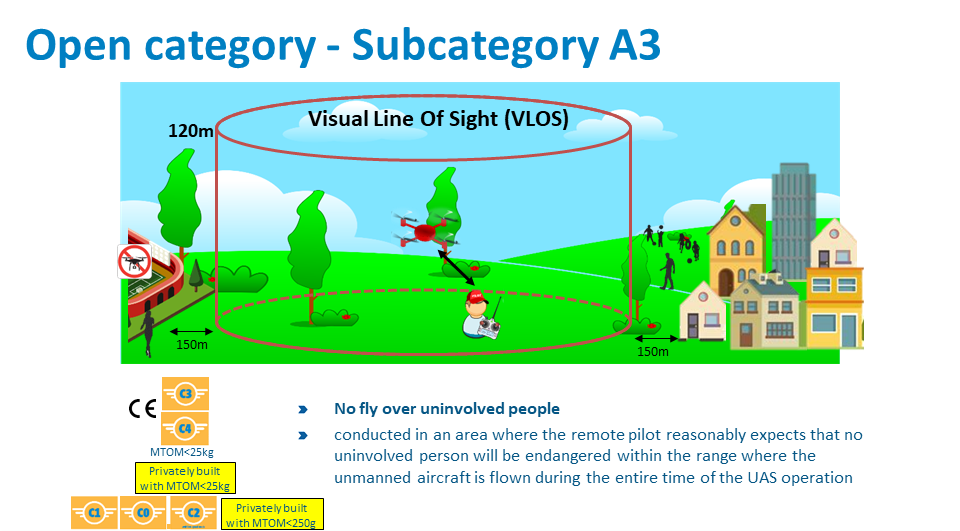 Open category - Subcategory A3
Visual Line Of Sight (VLOS)
120m
150m
150m
CE
C3
C4
MTOM<25kg
Privately built
with MTOM<25kg
C1
C0
C2
Privately built
with MTOM<250g
No fly over uninvolved people
conducted in an area where the remote pilot reasonably expects that no
uninvolved person will be endangered within the range where the
unmanned aircraft is flown during the entire time of the UAS operation